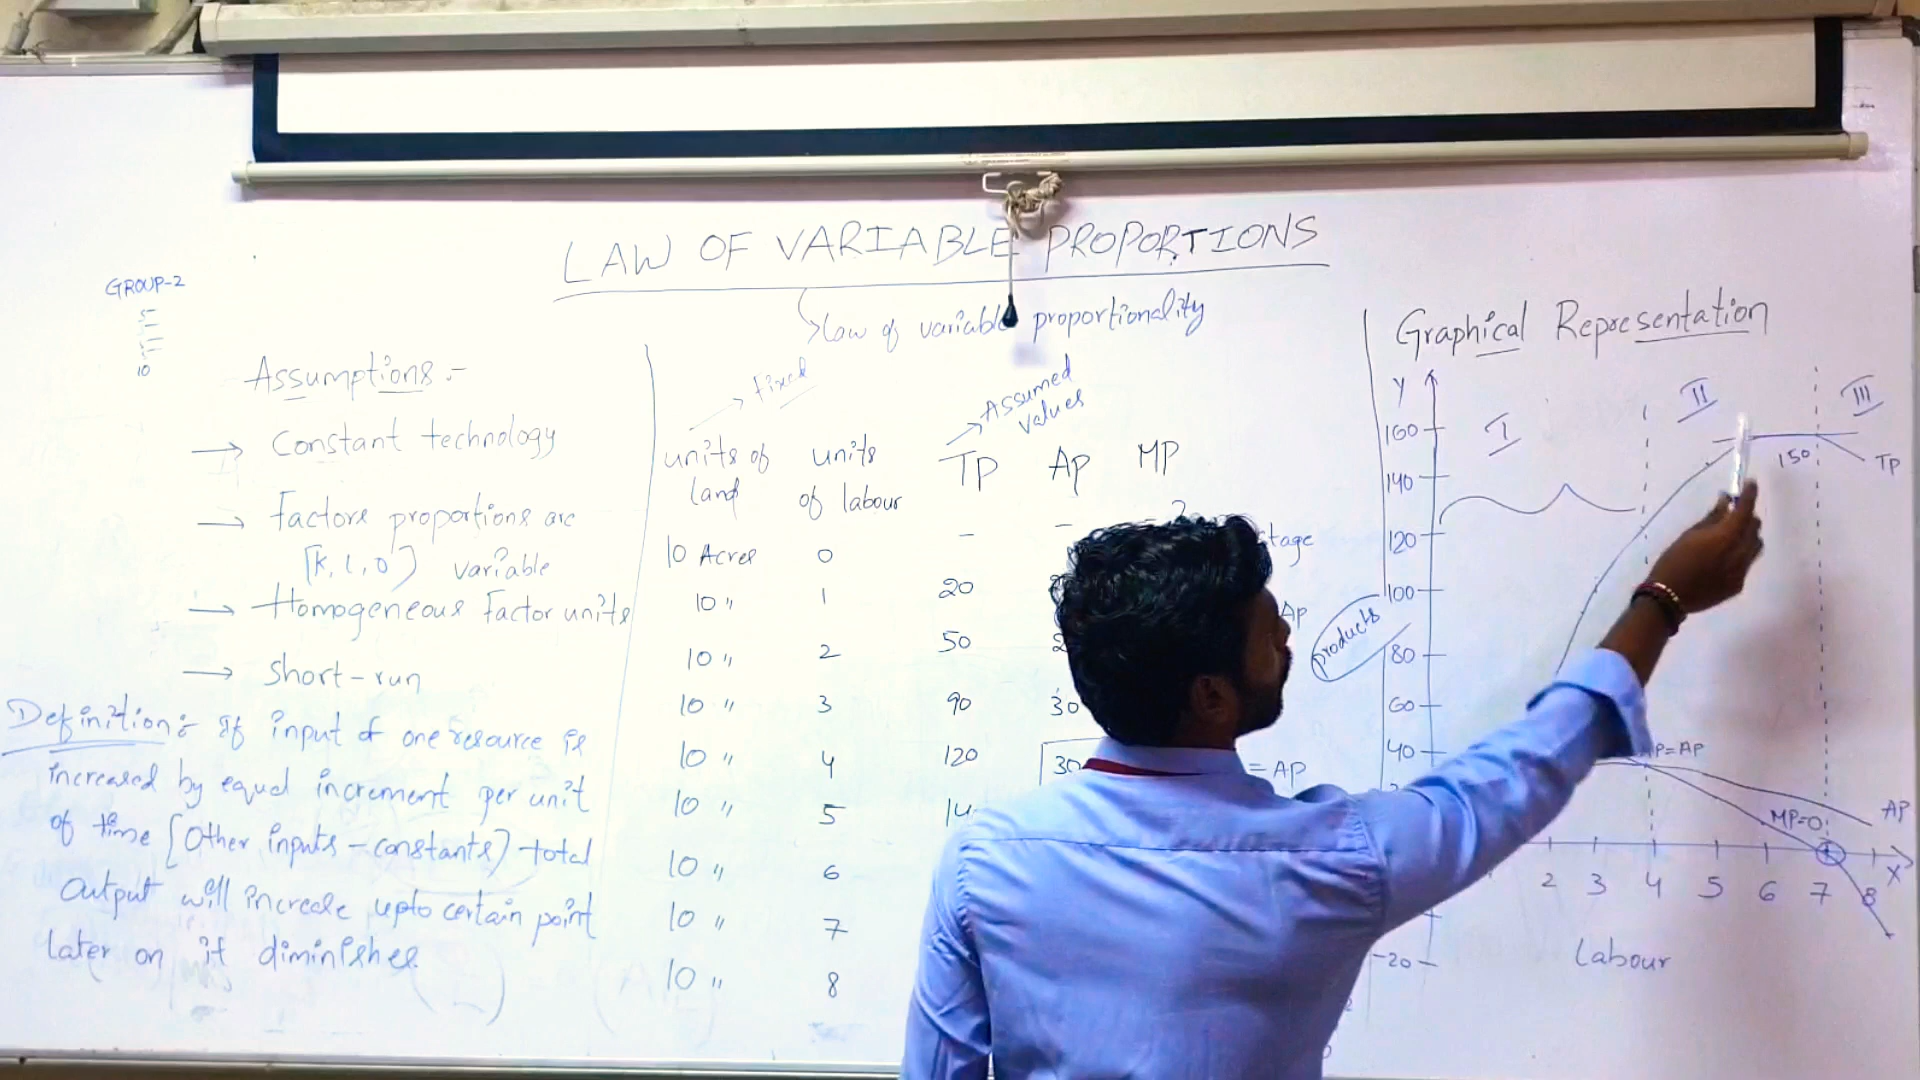 LAW OF VARIABLE PROPORTIONS
law of variable proportionality
GROUP-2
5
10
Assumptions :-
→ Constant technology
→ Factors proportions are
[K, L, O] variable
→ Homogeneous Factor units
→ Short-run
Definition :- If input of one resource is
increased by equal increment per unit
of time [Other inputs - constants] total
output will increase upto certain point
later on it diminishes
→ Fixed
→ Assumed
values
units of land units of labour TP AP MP
10 Acres 0 - -
10 " 1 20
10 " 2 50
10 " 3 90 30
10 " 4 120 30 = AP
10 " 5
10 " 6
10 " 7
10 " 8
stage
AP
Graphical Representation
Y
I II III
160
140
120
100
80
60
40
-20
150
TP
products
MP=0
AP
2 3 4 5 6 7 8
X
Labour